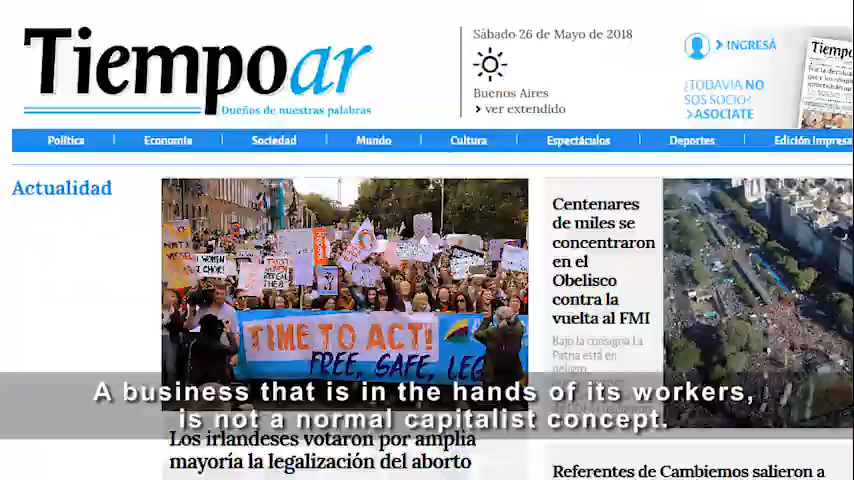 Tiempoar
Dueños de nuestras palabras
Sábado 26 de Mayo de 2018
Buenos Aires
ver extendido
INGRESÁ
¿TODAVIA NO
SOS SOCIO?
ASOCIATE
Tiempo
Política
Economía
Sociedad
Mundo
Cultura
Espectáculos
Deportes
Edición Impresa
Actualidad
TIME TO ACT!
FREE, SAFE, LEG
Centenares
de miles se
concentraron
en el
Obelisco
contra la
vuelta al FMI
Bajo la consigna La
Patria está en
peligro
A business that is in the hands of its workers,
is not a normal capitalist concept.
Los irlandeses votaron por amplia
mayoría la legalización del aborto
Referentes de Cambiemos salieron a